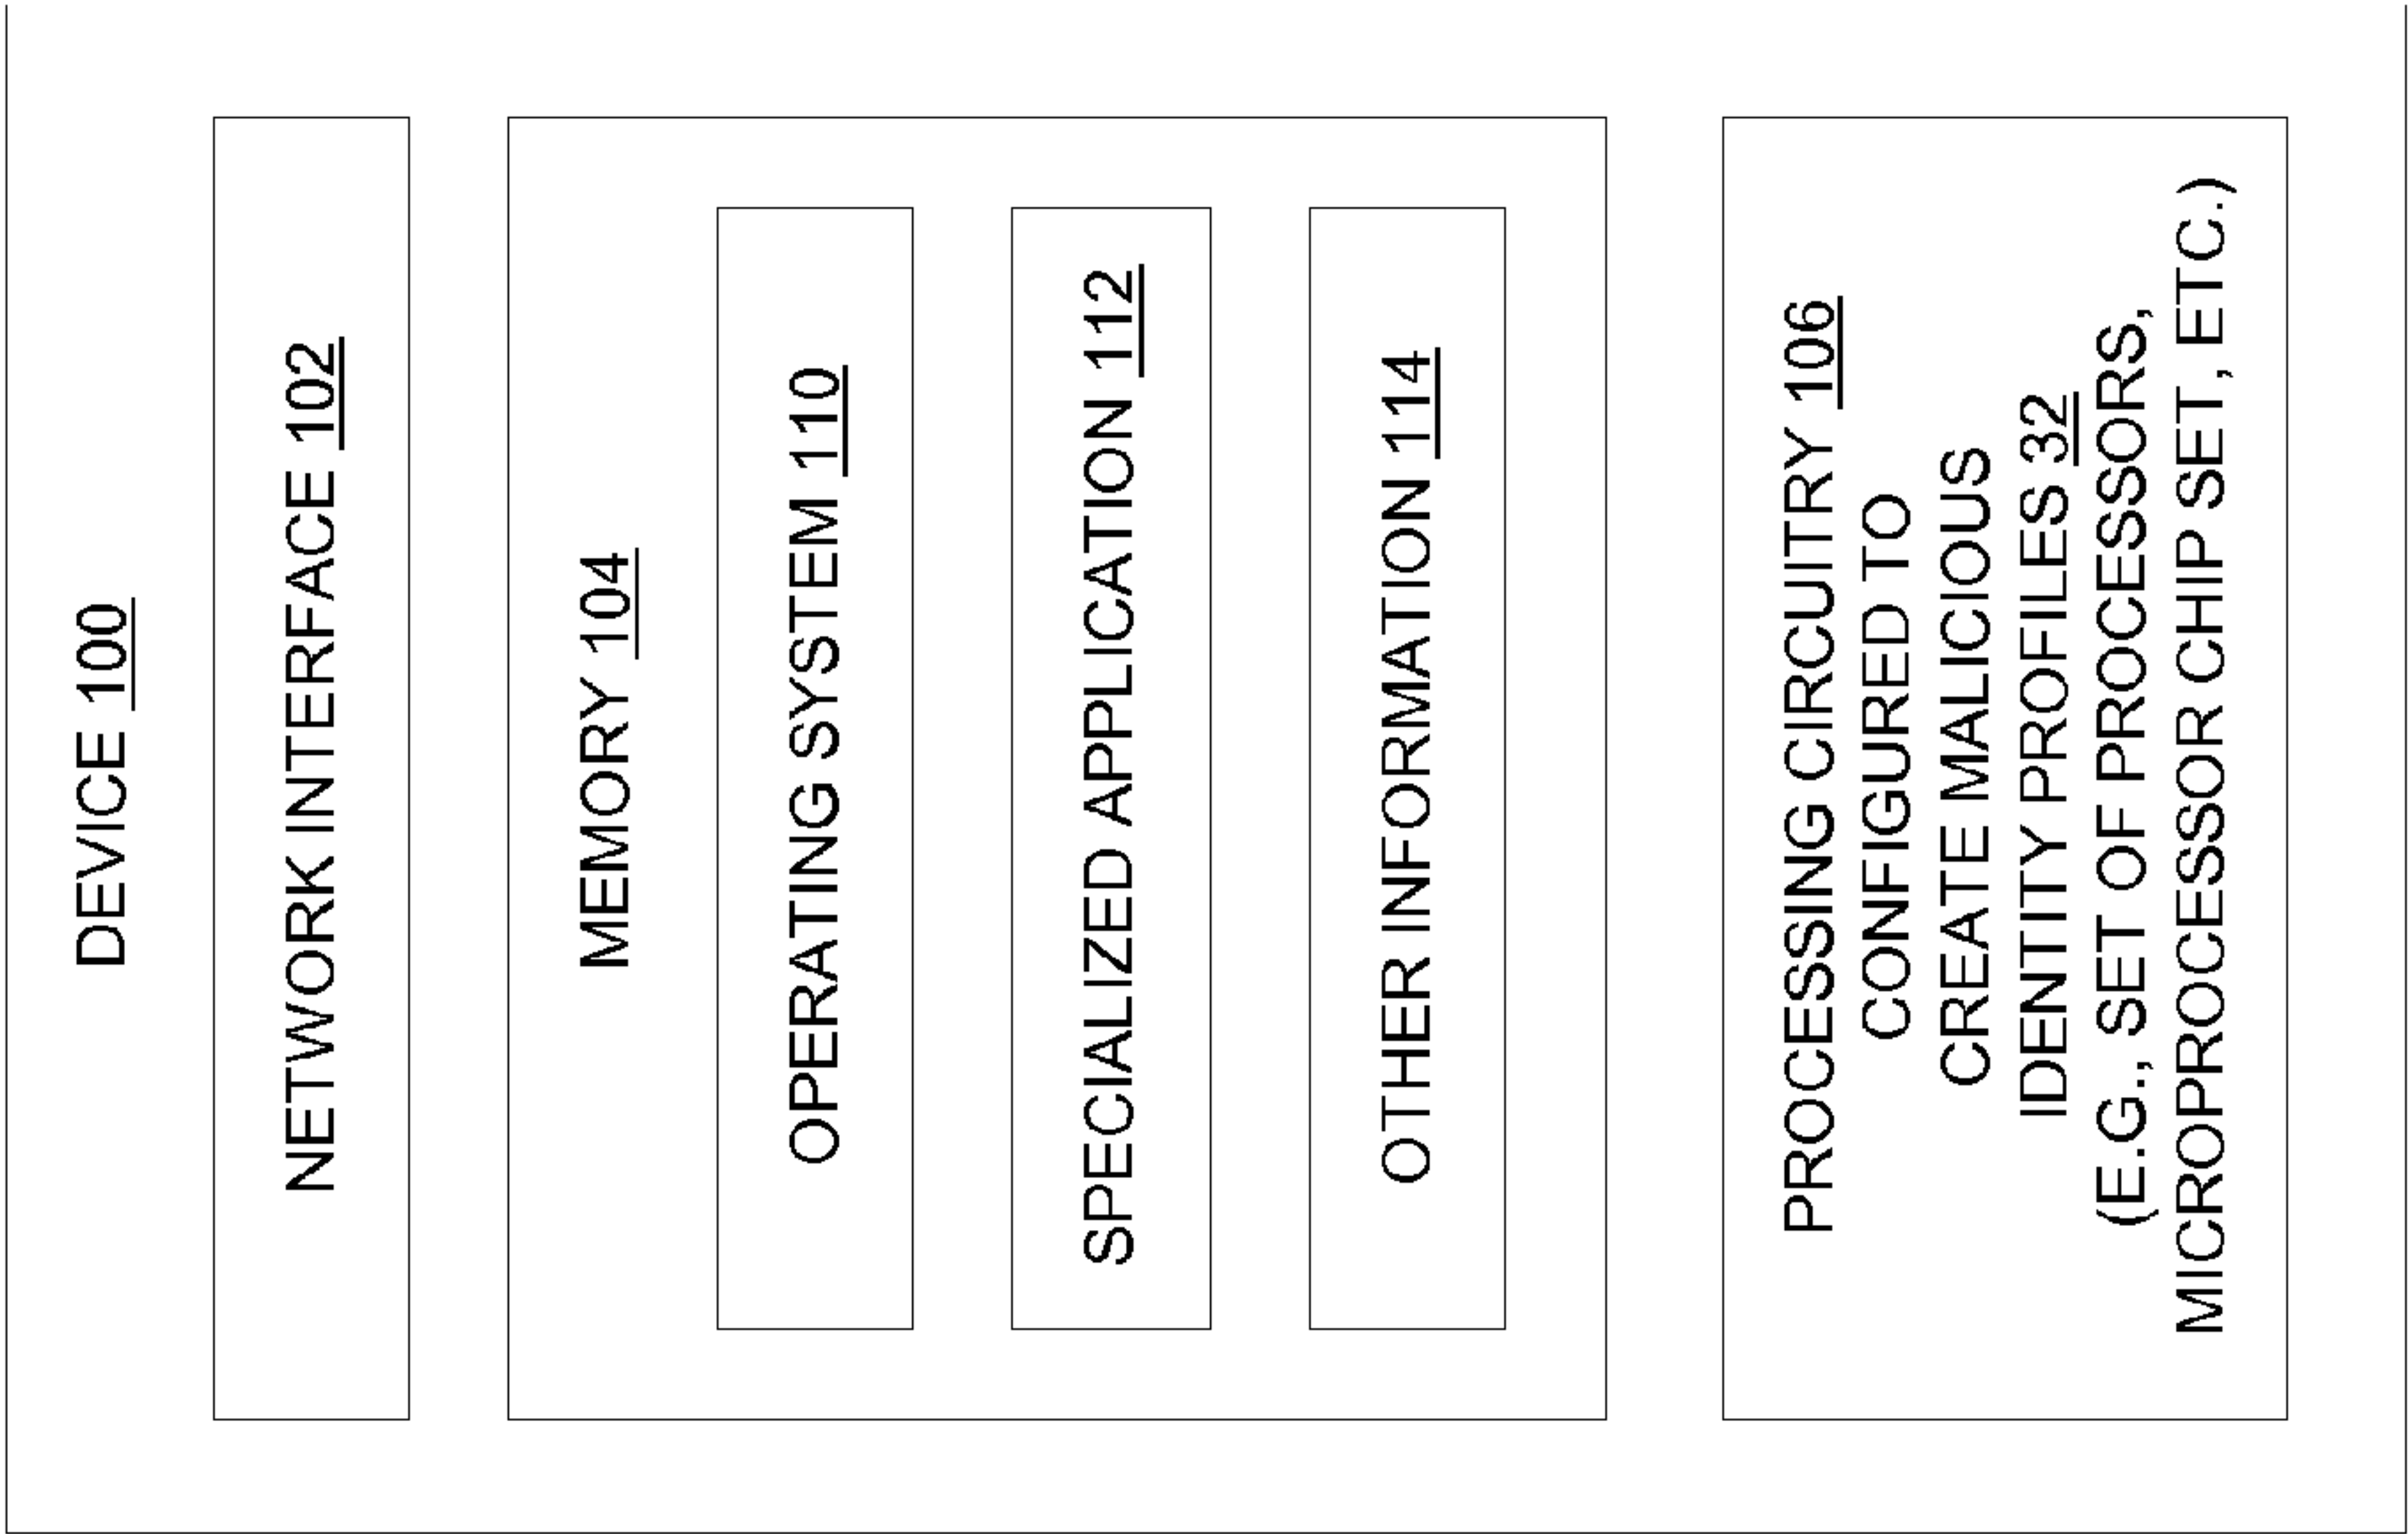 DEVICE 100
NETWORK INTERFACE 102
MEMORY 104
OPERATING SYSTEM 110
SPECIALIZED APPLICATION 112
OTHER INFORMATION 114
PROCESSING CIRCUITRY 106
CONFIGURED TO
CREATE MALICIOUS
IDENTITY PROFILES 32
(E.G., SET OF PROCESSORS,
MICROPROCESSOR CHIP SET, ETC.)